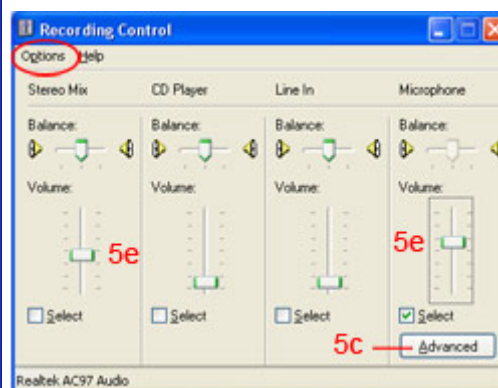 Recording Control
Options Help
Stereo Mix CD Player Line In Microphone
Balance: Balance: Balance: Balance:
Volume: Volume: Volume: Volume:
5e 5e
Select Select Select Select
5c Advanced
Realtek AC97 Audio